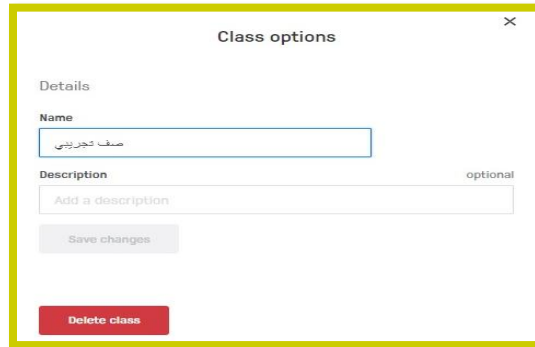 ×
Class options
Details
Name
صف تجريبي
Description optional
Add a description
Save changes
Delete class